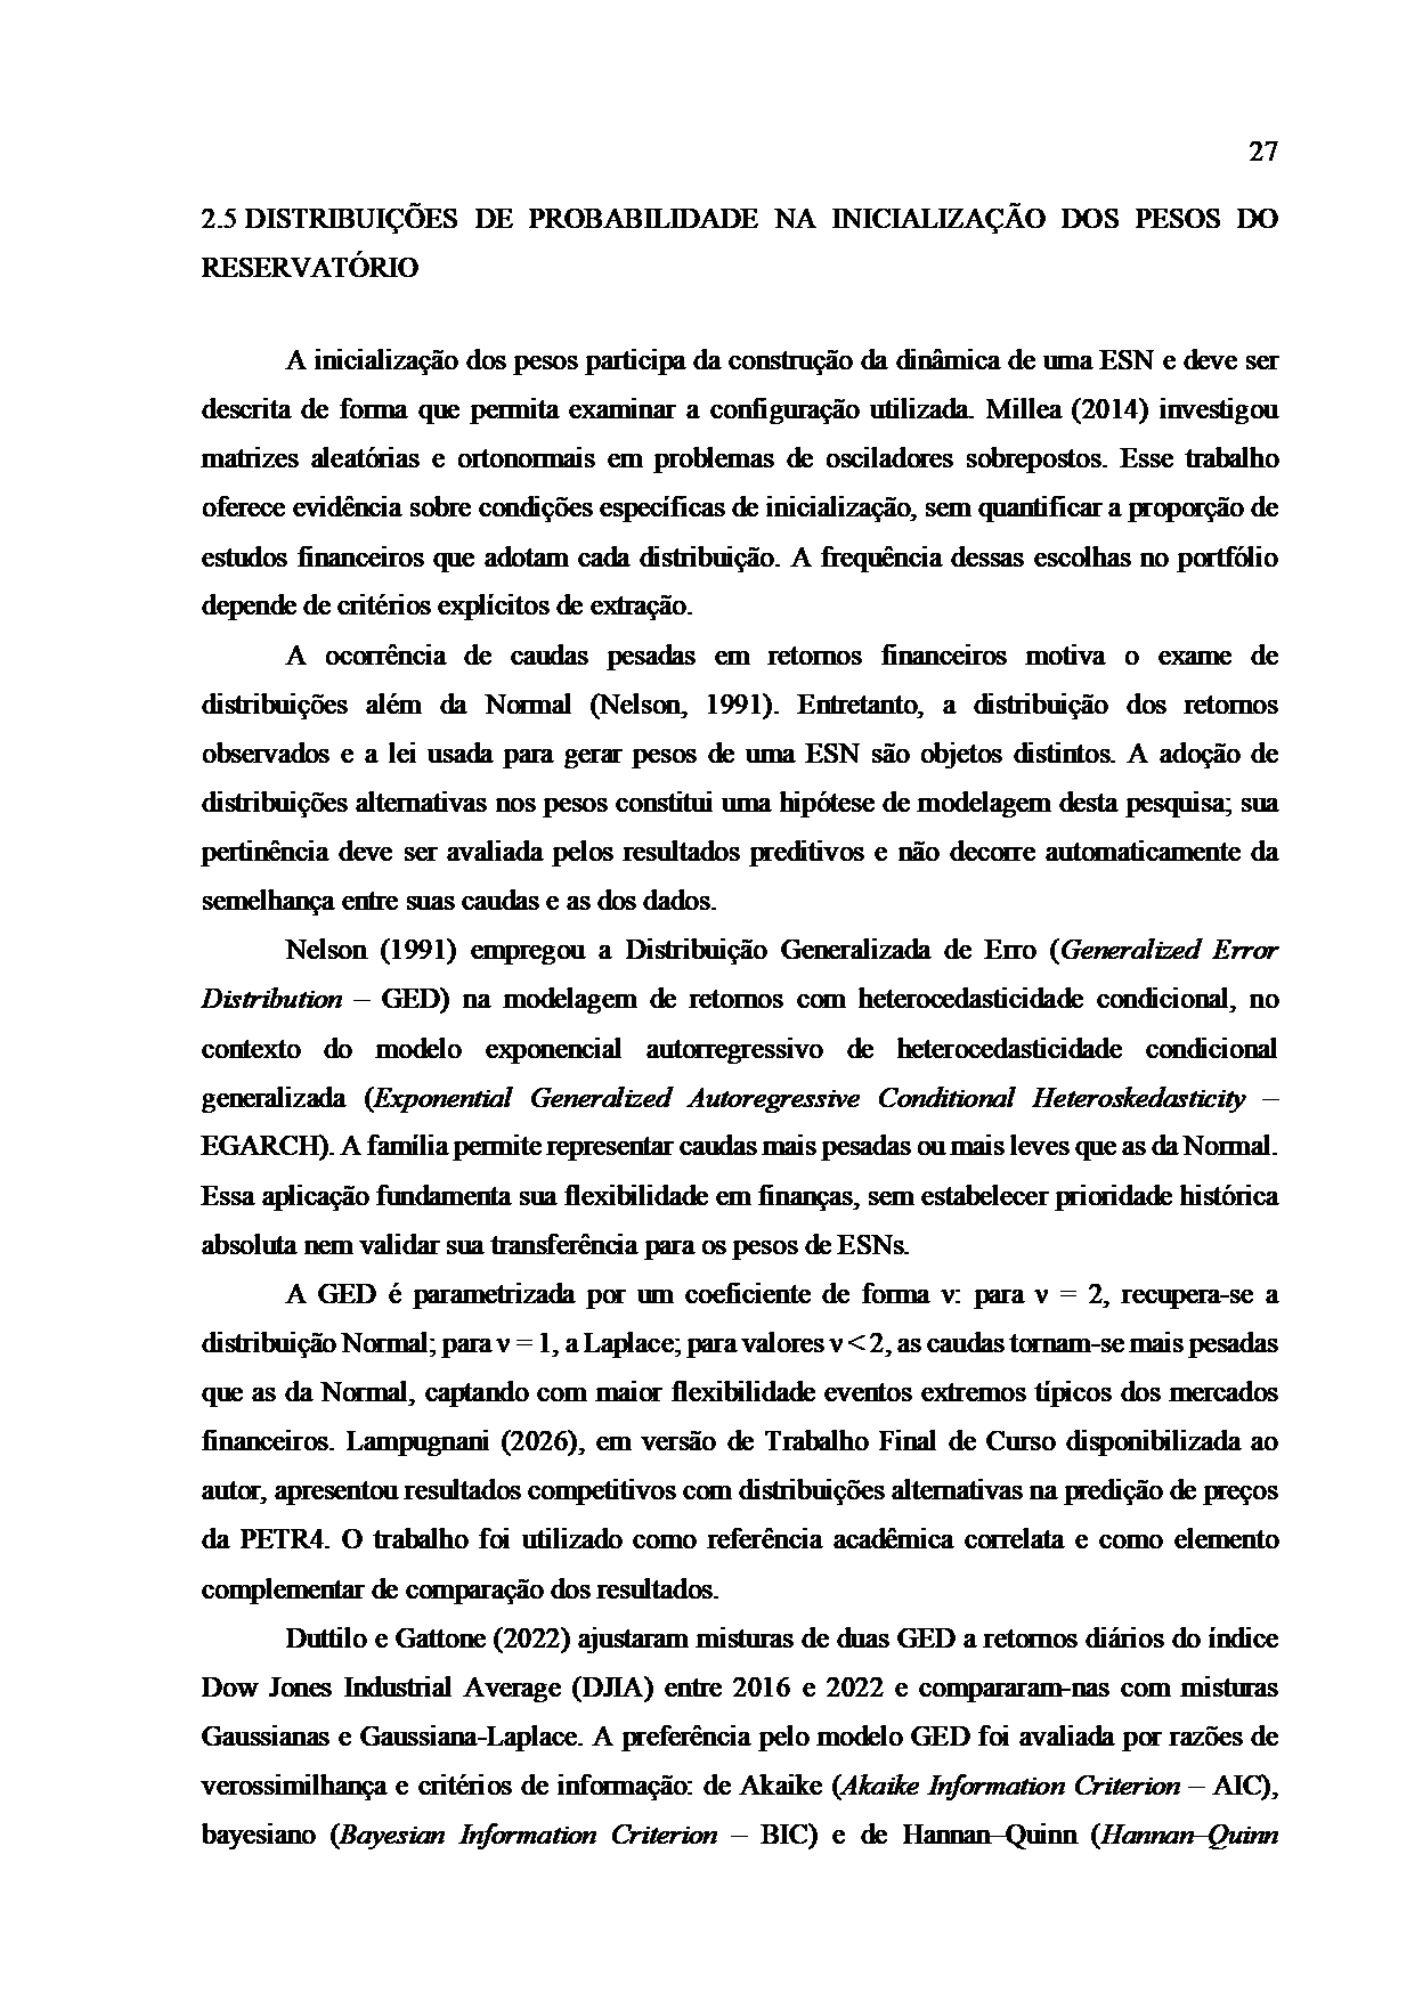 27
2.5 DISTRIBUIÇÕES DE PROBABILIDADE NA INICIALIZAÇÃO DOS PESOS DO
RESERVATÓRIO
A inicialização dos pesos participa da construção da dinâmica de uma ESN e deve ser
descrita de forma que permita examinar a configuração utilizada. Millea (2014) investigou
matrizes aleatórias e ortonormais em problemas de osciladores sobrepostos. Esse trabalho
oferece evidência sobre condições específicas de inicialização, sem quantificar a proporção de
estudos financeiros que adotam cada distribuição. A frequência dessas escolhas no portfólio
depende de critérios explícitos de extração.
A ocorrência de caudas pesadas em retornos financeiros motiva o exame de
distribuições além da Normal (Nelson, 1991). Entretanto, a distribuição dos retornos
observados e a lei usada para gerar pesos de uma ESN são objetos distintos. A adoção de
distribuições alternativas nos pesos constitui uma hipótese de modelagem desta pesquisa; sua
pertinência deve ser avaliada pelos resultados preditivos e não decorre automaticamente da
semelhança entre suas caudas e as dos dados.
Nelson (1991) empregou a Distribuição Generalizada de Erro (Generalized Error
Distribution – GED) na modelagem de retornos com heterocedasticidade condicional, no
contexto do modelo exponencial autorregressivo de heterocedasticidade condicional
generalizada (Exponential Generalized Autoregressive Conditional Heteroskedasticity –
EGARCH). A família permite representar caudas mais pesadas ou mais leves que as da Normal.
Essa aplicação fundamenta sua flexibilidade em finanças, sem estabelecer prioridade histórica
absoluta nem validar sua transferência para os pesos de ESNs.
A GED é parametrizada por um coeficiente de forma ν: para ν = 2, recupera-se a
distribuição Normal; para ν = 1, a Laplace; para valores ν < 2, as caudas tornam-se mais pesadas
que as da Normal, captando com maior flexibilidade eventos extremos típicos dos mercados
financeiros. Lampugnani (2026), em versão de Trabalho Final de Curso disponibilizada ao
autor, apresentou resultados competitivos com distribuições alternativas na predição de preços
da PETR4. O trabalho foi utilizado como referência acadêmica correlata e como elemento
complementar de comparação dos resultados.
Duttilo e Gattone (2022) ajustaram misturas de duas GED a retornos diários do índice
Dow Jones Industrial Average (DJIA) entre 2016 e 2022 e compararam-nas com misturas
Gaussianas e Gaussiana-Laplace. A preferência pelo modelo GED foi avaliada por razões de
verossimilhança e critérios de informação: de Akaike (Akaike Information Criterion – AIC),
bayesiano (Bayesian Information Criterion – BIC) e de Hannan–Quinn (Hannan–Quinn